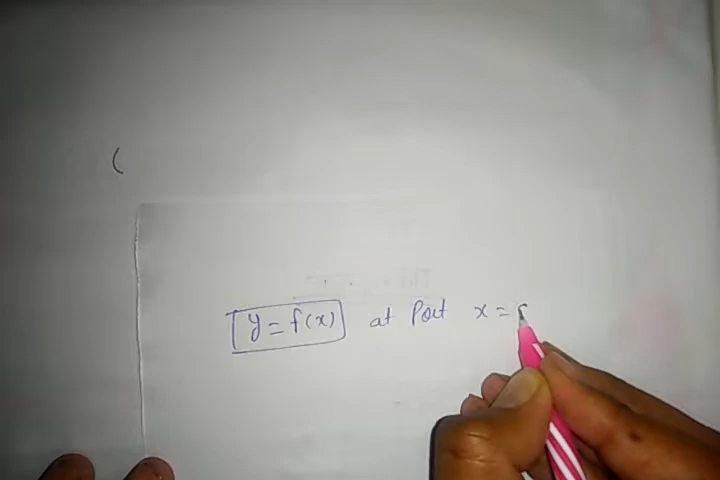 (
y = f(x) at Poit x =